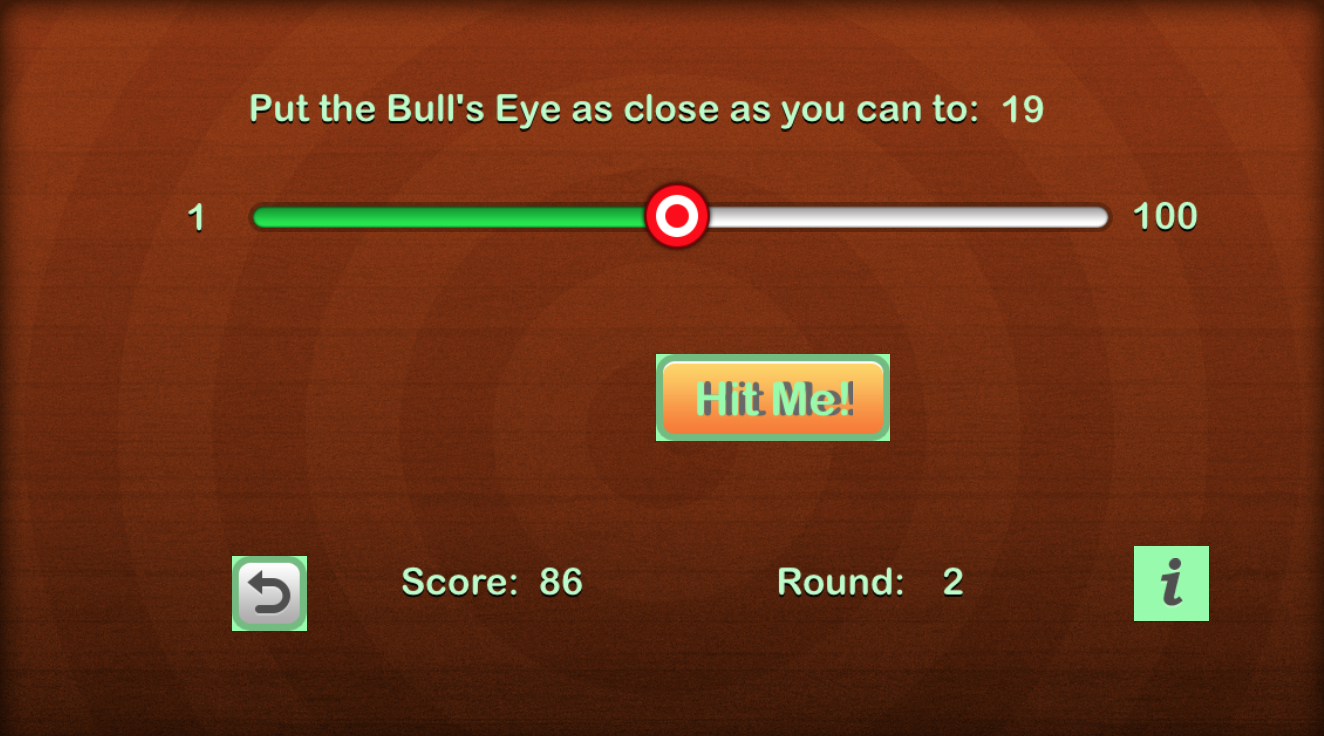 Put the Bull's Eye as close as you can to: 19
1 100
Hit Me!
Score: 86 Round: 2
i